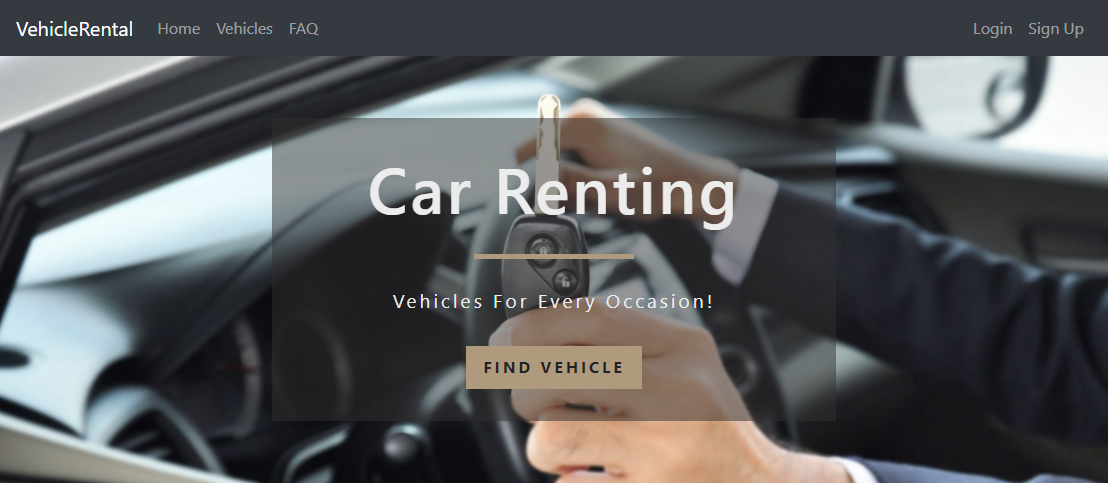 VehicleRental Home Vehicles FAQ Login Sign Up
Car Renting
Vehicles For Every Occasion!
FIND VEHICLE